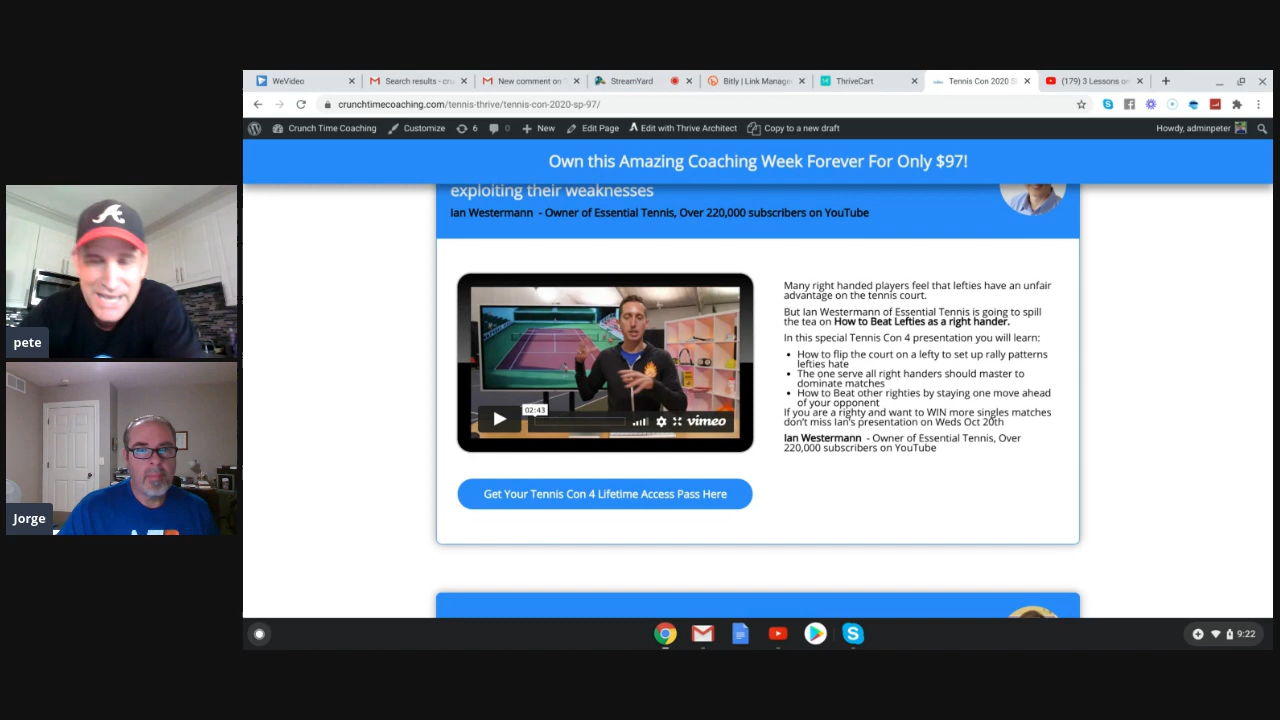 WeVideo
Search results - cru
New comment on "
StreamYard
Bitly | Link Manage
ThriveCart
Tennis Con 2020 S
(179) 3 Lessons on
crunchtimecoaching.com/tennis-thrive/tennis-con-2020-sp-97/
Crunch Time Coaching
Customize
6
0
New
Edit Page
Edit with Thrive Architect
Copy to a new draft
Howdy, adminpeter
Own this Amazing Coaching Week Forever For Only $97!
exploiting their weaknesses
Ian Westermann - Owner of Essential Tennis, Over 220,000 subscribers on YouTube
02:43
vimeo
Many right handed players feel that lefties have an unfair
advantage on the tennis court.
But Ian Westermann of Essential Tennis is going to spill
the tea on How to Beat Lefties as a right hander.
In this special Tennis Con 4 presentation you will learn:
• How to flip the court on a lefty to set up rally patterns
lefties hate
• The one serve all right handers should master to
dominate matches
• How to Beat other righties by staying one move ahead
of your opponent
If you are a righty and want to WIN more singles matches
don't miss Ian's presentation on Weds Oct 20th
Ian Westermann - Owner of Essential Tennis, Over
220,000 subscribers on YouTube
Get Your Tennis Con 4 Lifetime Access Pass Here
pete
Jorge
9:22